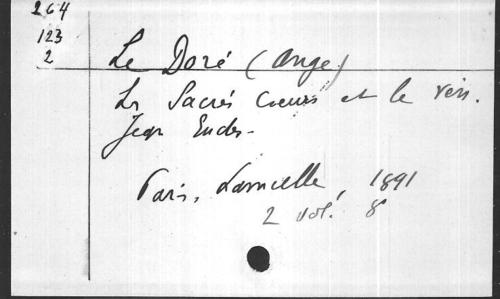 264
123
2
Le Doré (Ange)
Les Sacrés Cœurs et le Vén.
Jean Eudes -
Paris, Lamulle, 1891
2 vol. 8°